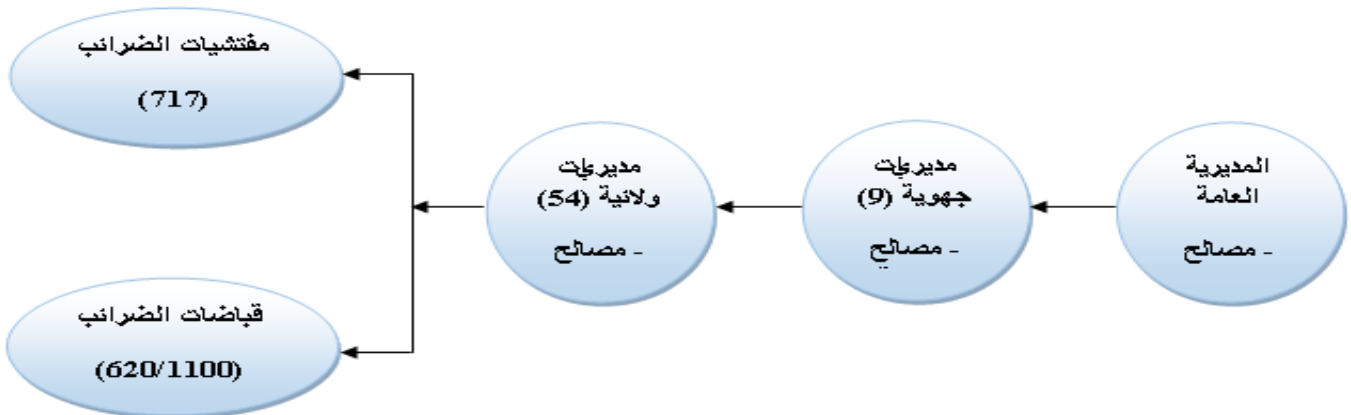 المديرية
العامة
- مصالح
مديريات
جهوية (9)
- مصالح
مديريات
ولائية (54)
- مصالح
مفتشيات الضرائب
(717)
قباضات الضرائب
(620/1100)